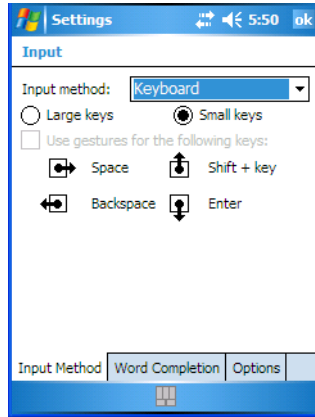 Settings 5:50 ok
Input
Input method: Keyboard
Large keys Small keys
Use gestures for the following keys:
Space Shift + key
Backspace Enter
Input Method Word Completion Options